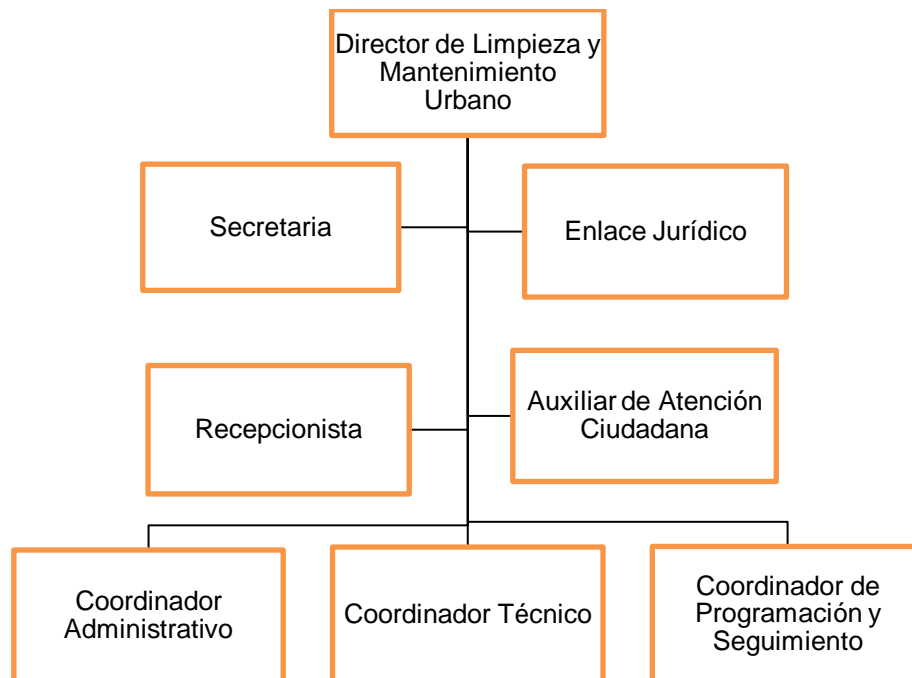 Director de Limpieza y
Mantenimiento
Urbano
Secretaria
Enlace Jurídico
Recepcionista
Auxiliar de Atención
Ciudadana
Coordinador
Administrativo
Coordinador Técnico
Coordinador de
Programación y
Seguimiento